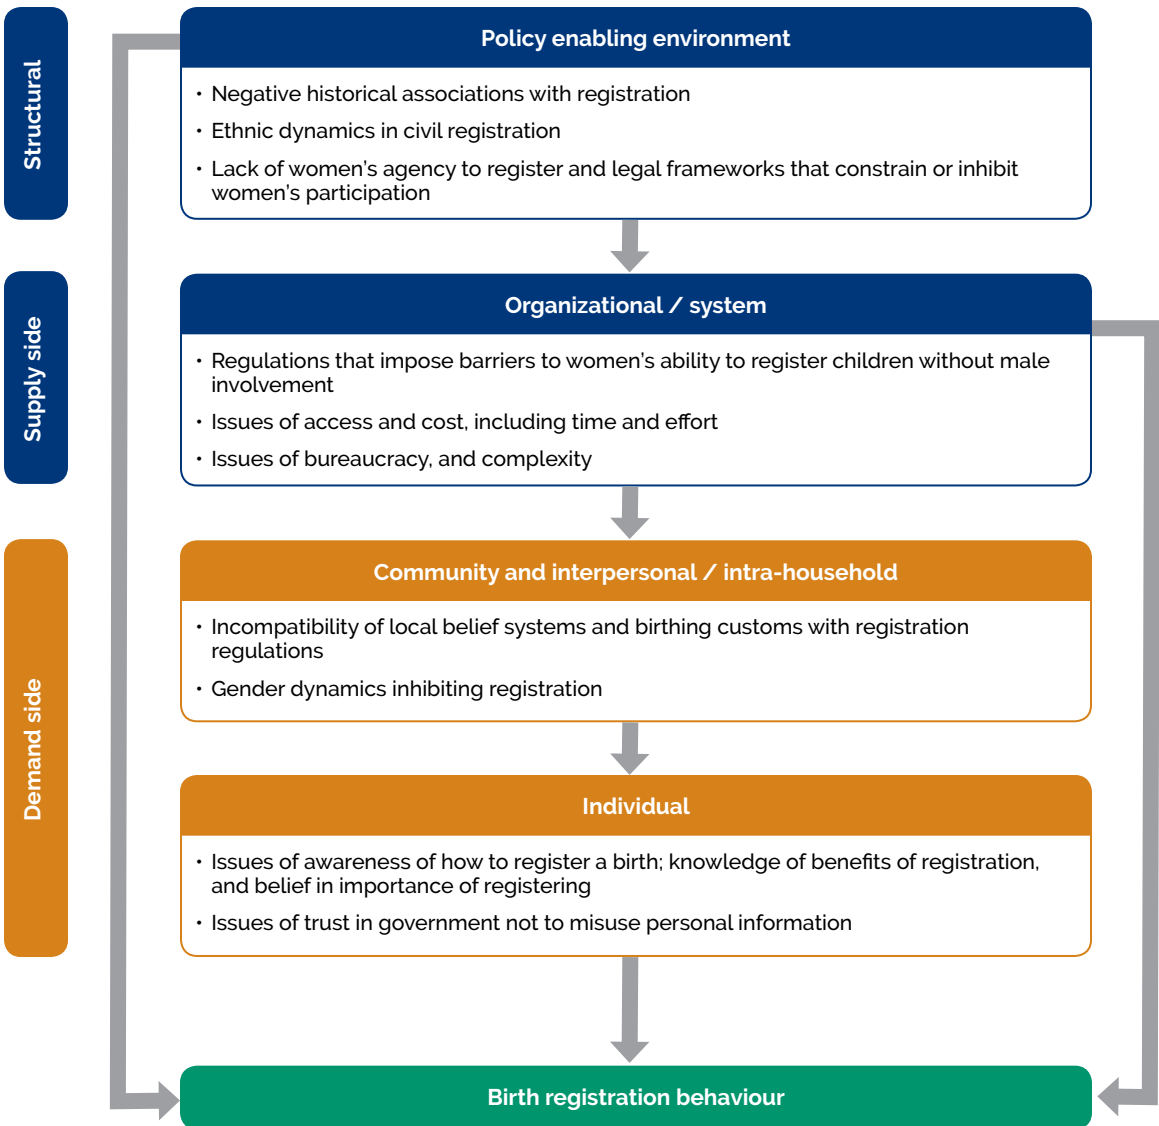 Structural
Policy enabling environment
• Negative historical associations with registration
• Ethnic dynamics in civil registration
• Lack of women’s agency to register and legal frameworks that constrain or inhibit
women’s participation
Supply side
Organizational / system
• Regulations that impose barriers to women’s ability to register children without male
involvement
• Issues of access and cost, including time and effort
• Issues of bureaucracy, and complexity
Demand side
Community and interpersonal / intra-household
• Incompatibility of local belief systems and birthing customs with registration
regulations
• Gender dynamics inhibiting registration
Individual
• Issues of awareness of how to register a birth; knowledge of benefits of registration,
and belief in importance of registering
• Issues of trust in government not to misuse personal information
Birth registration behaviour